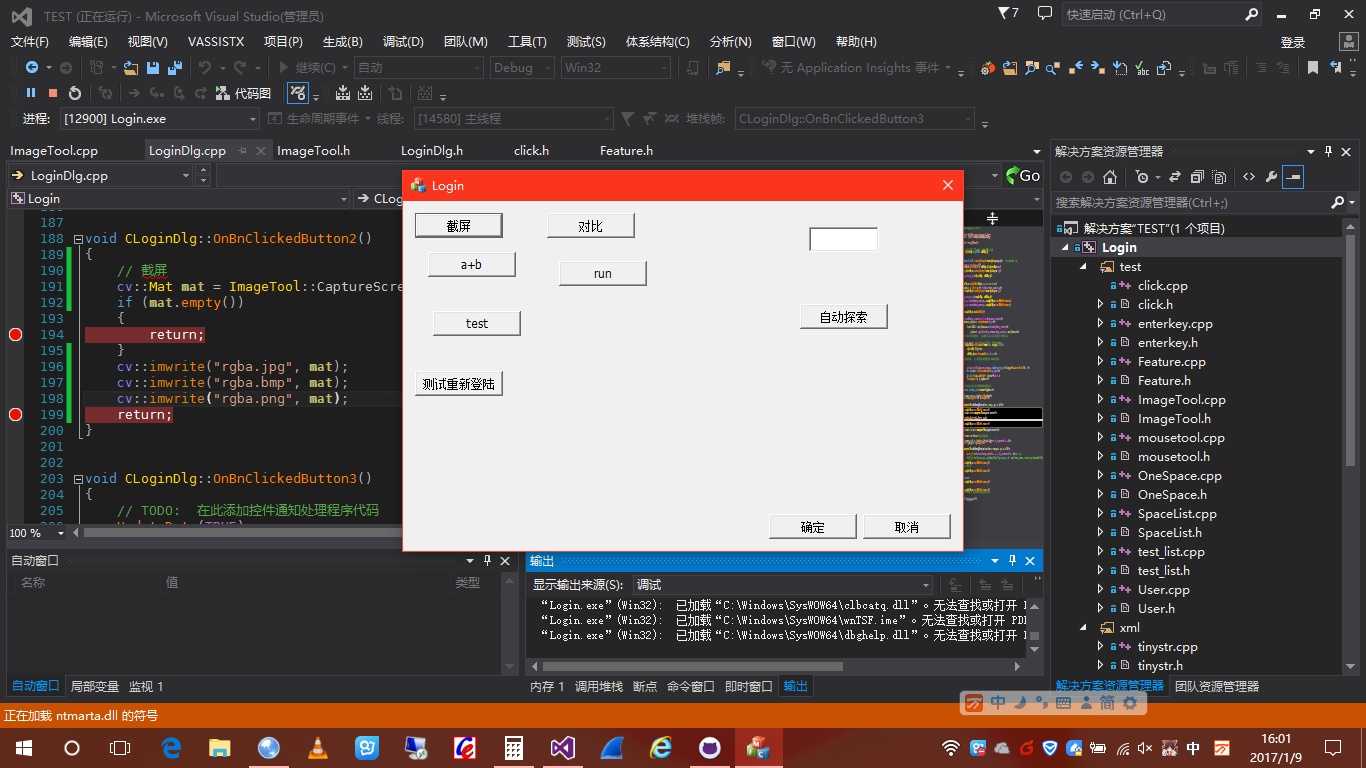 TEST (正在运行) - Microsoft Visual Studio(管理员)
7
快速启动 (Ctrl+Q)
文件(F) 编辑(E) 视图(V) VASSISTX 项目(P) 生成(B) 调试(D) 团队(M) 工具(T) 测试(S) 体系结构(C) 分析(N) 窗口(W) 帮助(H)
登录
继续(C) 自动 Debug Win32 无 Application Insights 事件
代码图
进程: [12900] Login.exe 生命周期事件 线程: [14580] 主线程 堆栈帧: CLoginDlg::OnBnClickedButton3
ImageTool.cpp LoginDlg.cpp ImageTool.h LoginDlg.h click.h Feature.h
LoginDlg.cpp
Go
Login
187
188 void CLoginDlg::OnBnClickedButton2()
189 {
190 // 截屏
191 cv::Mat mat = ImageTool::CaptureScre
192 if (mat.empty())
193 {
194 return;
195 }
196 cv::imwrite("rgba.jpg", mat);
197 cv::imwrite("rgba.bmp", mat);
198 cv::imwrite("rgba.png", mat);
199 return;
200 }
201
202
203 void CLoginDlg::OnBnClickedButton3()
204 {
205 // TODO: 在此添加控件通知处理程序代码
100 %
Login
截屏 对比
a+b run
test 自动探索
测试重新登陆
确定 取消
自动窗口
名称 值 类型
自动窗口 局部变量 监视 1
输出
显示输出来源(S): 调试
“Login.exe”(Win32): 已加载“C:\Windows\SysWOW64\clbcatq.dll”。无法查找或打开
“Login.exe”(Win32): 已加载“C:\Windows\SysWOW64\wnTSF.ime”。无法查找或打开 PD
“Login.exe”(Win32): 已加载“C:\Windows\SysWOW64\dbghelp.dll”。无法查找或打开
内存 1 调用堆栈 断点 命令窗口 即时窗口 输出
解决方案资源管理器
搜索解决方案资源管理器(Ctrl+;)
解决方案"TEST"(1 个项目)
Login
test
click.cpp
click.h
enterkey.cpp
enterkey.h
Feature.cpp
Feature.h
ImageTool.cpp
ImageTool.h
mousetool.cpp
mousetool.h
OneSpace.cpp
OneSpace.h
SpaceList.cpp
SpaceList.h
test_list.cpp
test_list.h
User.cpp
User.h
xml
tinystr.cpp
tinystr.h
解决方案资源管理器 团队资源管理器
中 简
正在加载 ntmarta.dll 的符号
中
16:01
2017/1/9